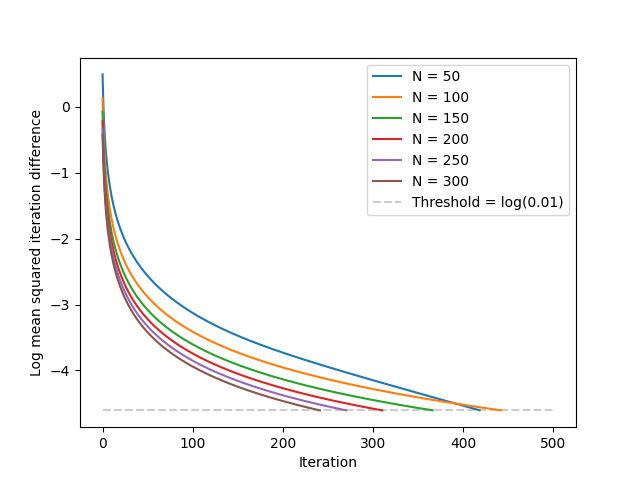 Log mean squared iteration difference
0
−1
−2
−3
−4
N = 50
N = 100
N = 150
N = 200
N = 250
N = 300
Threshold = log(0.01)
0
100
200
300
400
500
Iteration